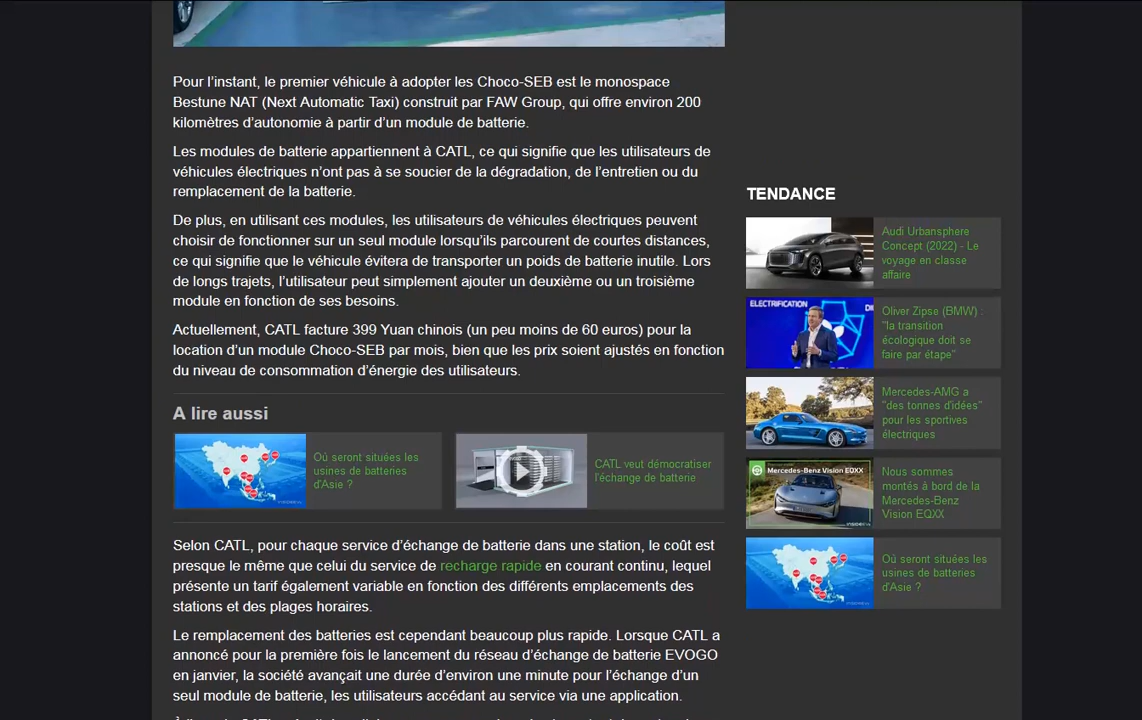 Pour l’instant, le premier véhicule à adopter les Choco-SEB est le monospace
Bestune NAT (Next Automatic Taxi) construit par FAW Group, qui offre environ 200
kilomètres d’autonomie à partir d’un module de batterie.
Les modules de batterie appartiennent à CATL, ce qui signifie que les utilisateurs de
véhicules électriques n’ont pas à se soucier de la dégradation, de l’entretien ou du
remplacement de la batterie.
De plus, en utilisant ces modules, les utilisateurs de véhicules électriques peuvent
choisir de fonctionner sur un seul module lorsqu’ils parcourent de courtes distances,
ce qui signifie que le véhicule évitera de transporter un poids de batterie inutile. Lors
de longs trajets, l’utilisateur peut simplement ajouter un deuxième ou un troisième
module en fonction de ses besoins.
Actuellement, CATL facture 399 Yuan chinois (un peu moins de 60 euros) pour la
location d’un module Choco-SEB par mois, bien que les prix soient ajustés en fonction
du niveau de consommation d’énergie des utilisateurs.
A lire aussi
Où seront situées les
usines de batteries
d’Asie ?
CATL veut démocratiser
l’échange de batterie
Selon CATL, pour chaque service d’échange de batterie dans une station, le coût est
presque le même que celui du service de recharge rapide en courant continu, lequel
présente un tarif également variable en fonction des différents emplacements des
stations et des plages horaires.
Le remplacement des batteries est cependant beaucoup plus rapide. Lorsque CATL a
annoncé pour la première fois le lancement du réseau d’échange de batterie EVOGO
en janvier, la société avançait une durée d’environ une minute pour l’échange d’un
seul module de batterie, les utilisateurs accédant au service via une application.
TENDANCE
Audi Urbansphere
Concept (2022) - Le
voyage en classe
affaire
ELECTRIFICATION
Oliver Zipse (BMW) :
"la transition
écologique doit se
faire par étape"
Mercedes-AMG a
"des tonnes d’idées"
pour les sportives
électriques
Mercedes-Benz Vision EQXX
Nous sommes
montés à bord de la
Mercedes-Benz
Vision EQXX
Où seront situées les
usines de batteries
d’Asie ?